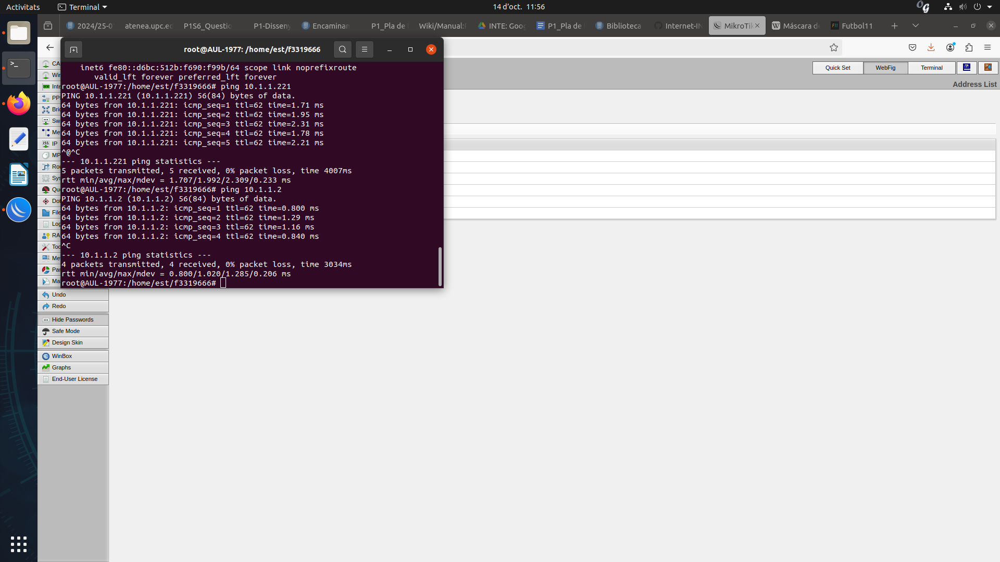 Activitats
Terminal
14 d'oct. 11:56
2024/25-0
atenea.upc.ed
P1S6_Questio
P1-Disseny
Encaminam
P1_Pla de
Wiki/Manual:
INTE: Goog
P1_Pla de
Biblioteca
Internet-IN
MikroTik
Máscara de
Futbol11
root@AUL-1977: /home/est/f3319666
Quick Set
WebFig
Terminal
Address List
inet6 fe80::d6bc:512b:f690:f99b/64 scope link noprefixroute
valid_lft forever preferred_lft forever
root@AUL-1977:/home/est/f3319666# ping 10.1.1.221
PING 10.1.1.221 (10.1.1.221) 56(84) bytes of data.
64 bytes from 10.1.1.221: icmp_seq=1 ttl=62 time=1.71 ms
64 bytes from 10.1.1.221: icmp_seq=2 ttl=62 time=1.95 ms
64 bytes from 10.1.1.221: icmp_seq=3 ttl=62 time=2.31 ms
64 bytes from 10.1.1.221: icmp_seq=4 ttl=62 time=1.78 ms
64 bytes from 10.1.1.221: icmp_seq=5 ttl=62 time=2.21 ms
^@^C
--- 10.1.1.221 ping statistics ---
5 packets transmitted, 5 received, 0% packet loss, time 4007ms
rtt min/avg/max/mdev = 1.707/1.992/2.309/0.233 ms
root@AUL-1977:/home/est/f3319666# ping 10.1.1.2
PING 10.1.1.2 (10.1.1.2) 56(84) bytes of data.
64 bytes from 10.1.1.2: icmp_seq=1 ttl=62 time=0.800 ms
64 bytes from 10.1.1.2: icmp_seq=2 ttl=62 time=1.29 ms
64 bytes from 10.1.1.2: icmp_seq=3 ttl=62 time=1.16 ms
64 bytes from 10.1.1.2: icmp_seq=4 ttl=62 time=0.840 ms
^C
--- 10.1.1.2 ping statistics ---
4 packets transmitted, 4 received, 0% packet loss, time 3034ms
rtt min/avg/max/mdev = 0.800/1.020/1.285/0.206 ms
root@AUL-1977:/home/est/f3319666#
CA
Wir
Inte
PP
Brid
Sw
Me
IP
MP
Rou
Sys
Que
Dot
File
Log
RA
Too
Met
Par
Ma
Undo
Redo
Hide Passwords
Safe Mode
Design Skin
WinBox
Graphs
End-User License